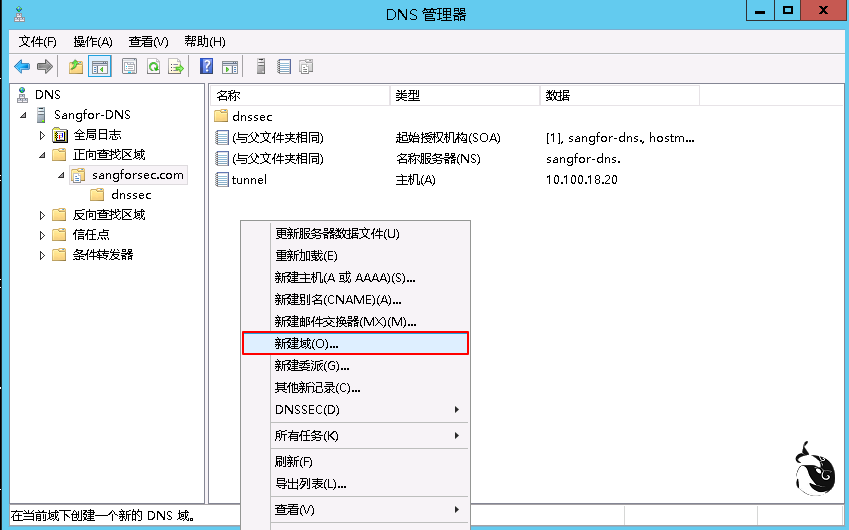 DNS 管理器
文件(F) 操作(A) 查看(V) 帮助(H)
DNS
Sangfor-DNS
全局日志
正向查找区域
sangforsec.com
dnssec
反向查找区域
信任点
条件转发器
名称 类型 数据
dnssec
(与父文件夹相同) 起始授权机构(SOA) [1], sangfor-dns., hostm...
(与父文件夹相同) 名称服务器(NS) sangfor-dns.
tunnel 主机(A) 10.100.18.20
更新服务器数据文件(U)
重新加载(E)
新建主机(A 或 AAAA)(S)...
新建别名(CNAME)(A)...
新建邮件交换器(MX)(M)...
新建域(O)...
新建委派(G)...
其他新记录(C)...
DNSSEC(D)
所有任务(K)
刷新(F)
导出列表(L)...
查看(V)
在当前域下创建一个新的 DNS 域。